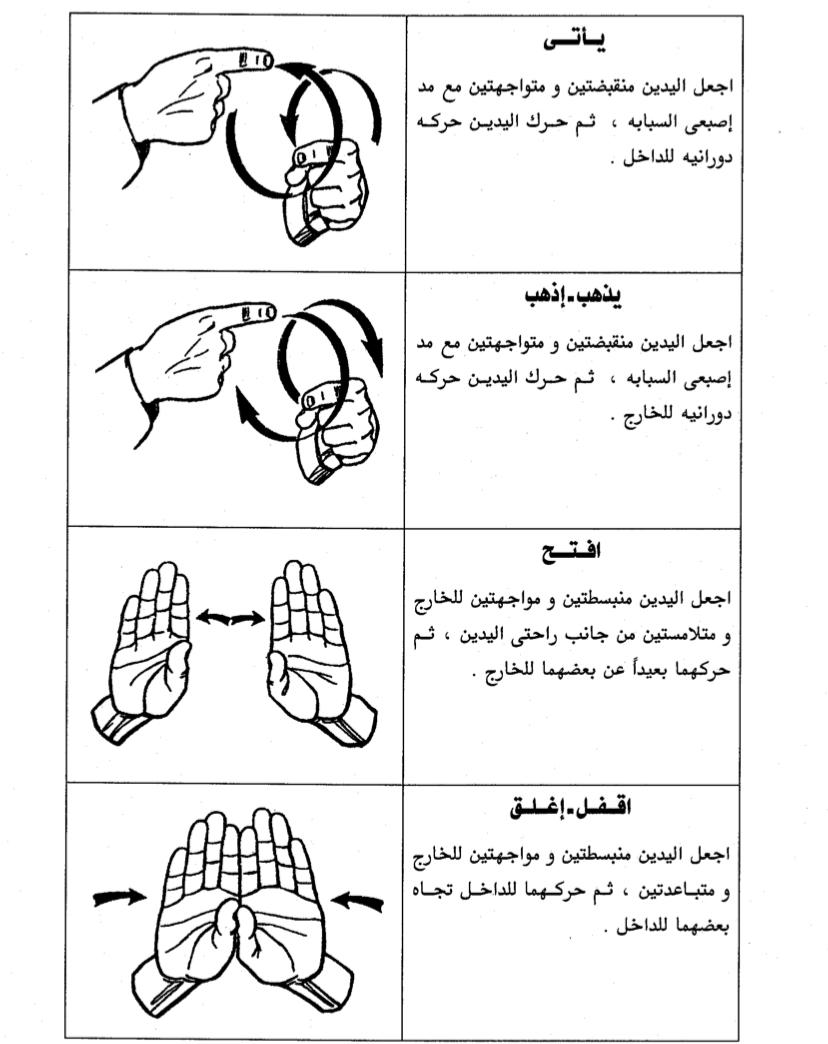 يـأتـى
اجعل اليدين منقبضتين و متواجهتين مع مد
إصبعى السبابه ، ثـم حـرك اليديـن حركـه
دورانيه للداخل .
يذهب-إذهب
اجعل اليدين منقبضتين و متواجهتين مع مد
إصبعى السبابه ، ثـم حـرك اليديـن حركـه
دورانيه للخارج .
افـتـح
اجعل اليدين منبسطتين و مواجهتين للخارج
و متلامستين من جانب راحتى اليدين ، ثـم
حركهما بعيداً عن بعضهما للخارج .
اقـفـل-إغـلـق
اجعل اليدين منبسطتين و مواجهتين للخارج
و متبـاعدتين ، ثـم حركـهما للداخـل تجـاه
بعضهما للداخل .